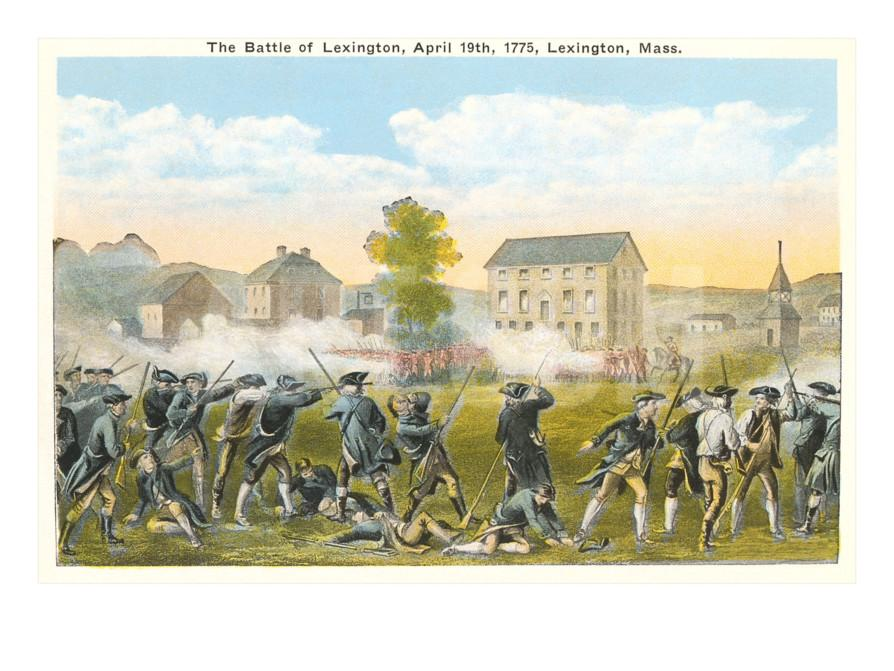 The Battle of Lexington, April 19th, 1775, Lexington, Mass.